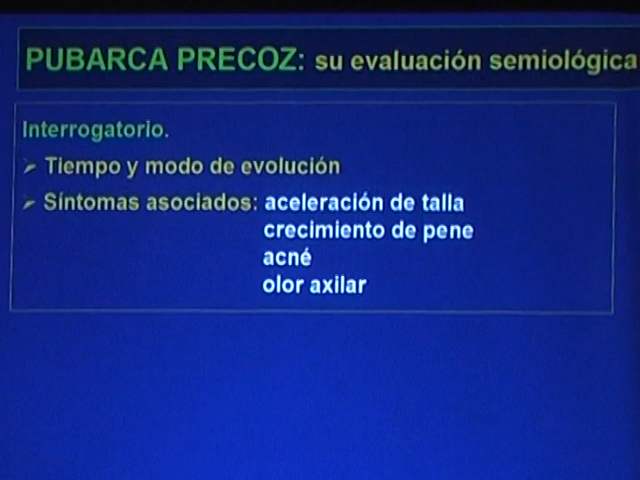 PUBARCA PRECOZ: su evaluación semiológica
Interrogatorio.
➢ Tiempo y modo de evolución
➢ Síntomas asociados: aceleración de talla
crecimiento de pene
acné
olor axilar